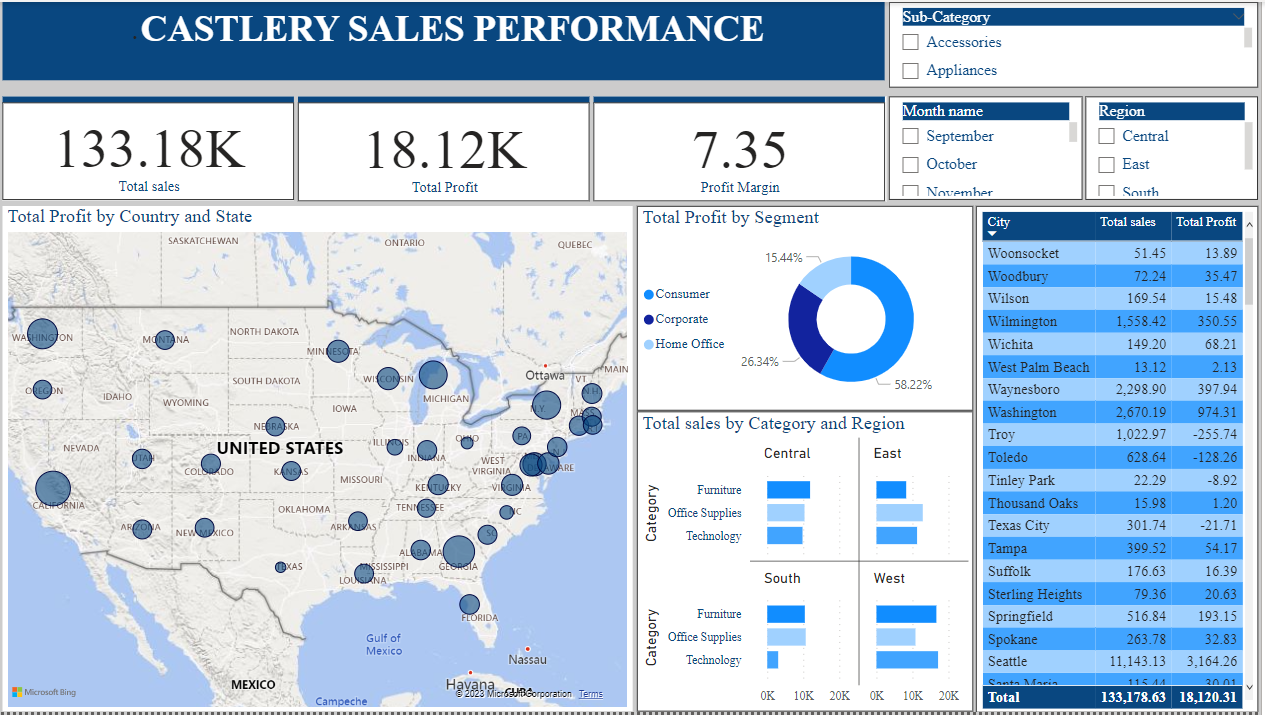 CASTLERY SALES PERFORMANCE
Sub-Category
Accessories
Appliances
133.18K
Total sales
18.12K
Total Profit
7.35
Profit Margin
Month name
September
October
November
Region
Central
East
South
Total Profit by Country and State
SASKATCHEWAN
ONTARIO
QUEBEC
WASHINGTON
MONTANA
NORTH DAKOTA
MINNESOTA
Ottawa
MAIN
OREGON
IDAHO
SOUTH DAKOTA
WISCONSIN
MICHIGAN
VT
N.H.
WYOMING
IOWA
N.Y.
MASS
NEBRASKA
NEVADA
UTAH
UNITED STATES
ILLINOIS
INDIANA
OHIO
PA
COLORADO
KANSAS
MISSOURI
WEST
VIRGINIA
DELAWARE
CALIFORNIA
KENTUCKY
VIRGINIA
ARIZONA
NEW MEXICO
OKLAHOMA
ARKANSAS
TENNESSEE
NC
SC
TEXAS
LOUISIANA
MISSISSIPPI
ALABAMA
GEORGIA
FLORIDA
Gulf of
Mexico
Nassau
MEXICO
Havana
CUBA
Campeche
Microsoft Bing
© 2023 Microsoft Corporation Terms
Total Profit by Segment
Consumer
Corporate
Home Office
15.44%
26.34%
58.22%
Total sales by Category and Region
Central East
Category
Furniture
Office Supplies
Technology
South West
Category
Furniture
Office Supplies
Technology
0K 10K 20K 0K 10K 20K
City Total sales Total Profit
Woonsocket 51.45 13.89
Woodbury 72.24 35.47
Wilson 169.54 15.48
Wilmington 1,558.42 350.55
Wichita 149.20 68.21
West Palm Beach 13.12 2.13
Waynesboro 2,298.90 397.94
Washington 2,670.19 974.31
Troy 1,022.97 -255.74
Toledo 628.64 -128.26
Tinley Park 22.29 -8.92
Thousand Oaks 15.98 1.20
Texas City 301.74 -21.71
Tampa 399.52 54.17
Suffolk 176.63 16.39
Sterling Heights 79.36 20.63
Springfield 516.84 193.15
Spokane 263.78 32.83
Seattle 11,143.13 3,164.26
Santa Maria 115.44 30.01
Total 133,178.63 18,120.31